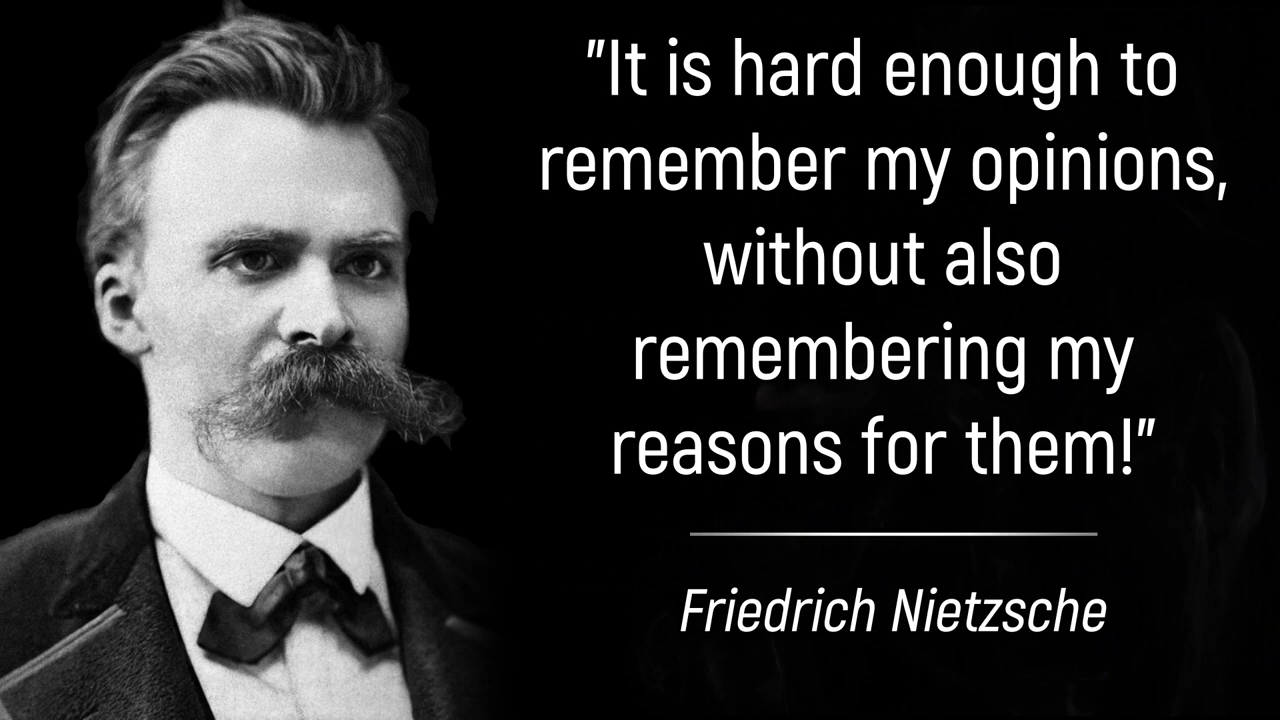 "It is hard enough to
remember my opinions,
without also
remembering my
reasons for them!"
Friedrich Nietzsche